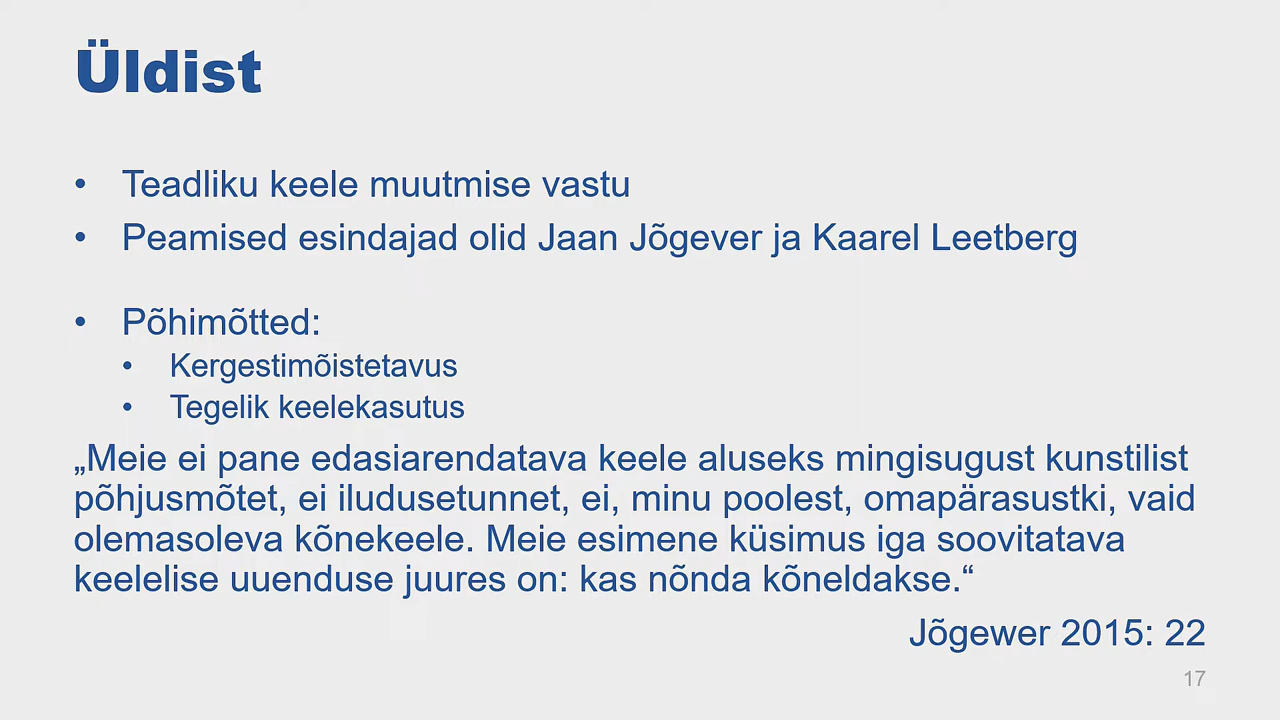 Üldist
• Teadliku keele muutmise vastu
• Peamised esindajad olid Jaan Jõgever ja Kaarel Leetberg
• Põhimõtted:
• Kergestimõistetavus
• Tegelik keelekasutus
„Meie ei pane edasiarendatava keele aluseks mingisugust kunstilist
põhjusmõtet, ei iludusetunnet, ei, minu poolest, omapärasustki, vaid
olemasoleva kõnekeele. Meie esimene küsimus iga soovitatava
keelelise uuenduse juures on: kas nõnda kõneldakse.“
Jõgewer 2015: 22
17